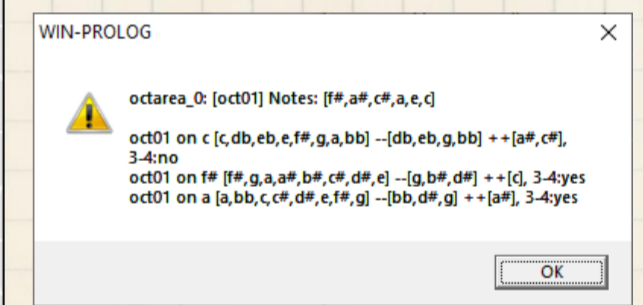 WIN-PROLOG
octarea_0: [oct01] Notes: [f#,a#,c#,a,e,c]
oct01 on c [c,db,eb,e,f#,g,a,bb] --[db,eb,g,bb] ++[a#,c#],
3-4:no
oct01 on f# [f#,g,a,a#,b#,c#,d#,e] --[g,b#,d#] ++[c], 3-4:yes
oct01 on a [a,bb,c,c#,d#,e,f#,g] --[bb,d#,g] ++[a#], 3-4:yes
OK